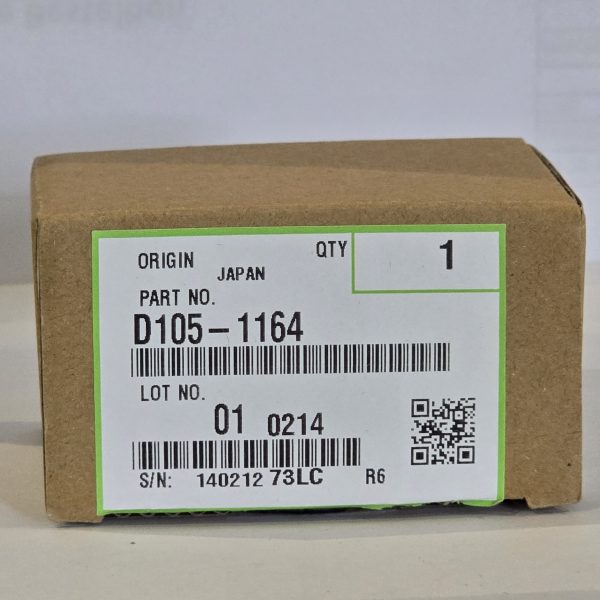 ORIGIN JAPAN QTY 1
PART NO.
D105-1164
LOT NO.
01 0214
S/N: 140212 73LC R6